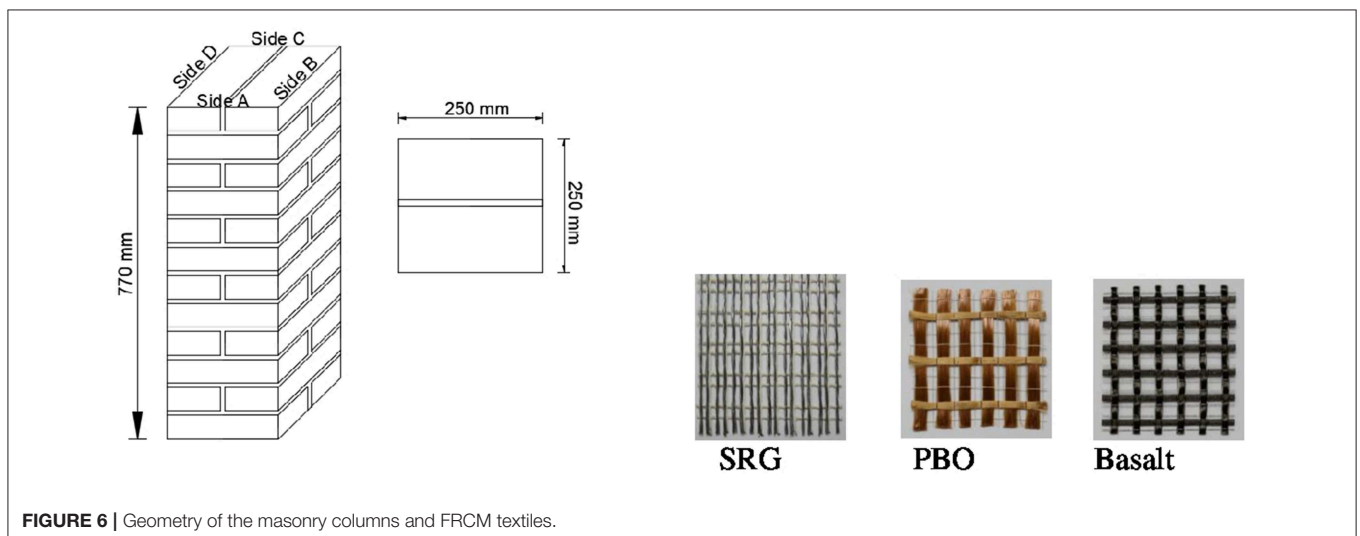 Side C
Side D
Side B
Side A
770 mm
250 mm
250 mm
SRG
PBO
Basalt
FIGURE 6 | Geometry of the masonry columns and FRCM textiles.